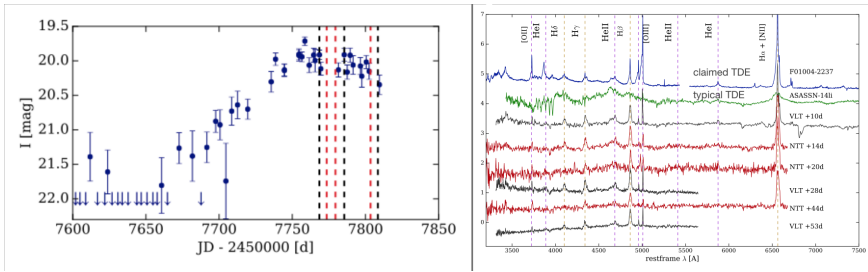 I [mag]
19.5
20.0
20.5
21.0
21.5
22.0
7600
7650
7700
7750
7800
7850
JD - 2450000 [d]
[OII]
HeI
Hδ
Hγ
HeII
Hβ
[OIII]
HeII
HeI
Hα + [NII]
7
6
5
4
3
2
1
0
claimed TDE
F01004-2237
typical TDE
ASASSN-14li
VLT +10d
NTT +14d
NTT +20d
VLT +28d
NTT +44d
VLT +53d
3500
4000
4500
5000
5500
6000
6500
7000
7500
restframe λ [A]